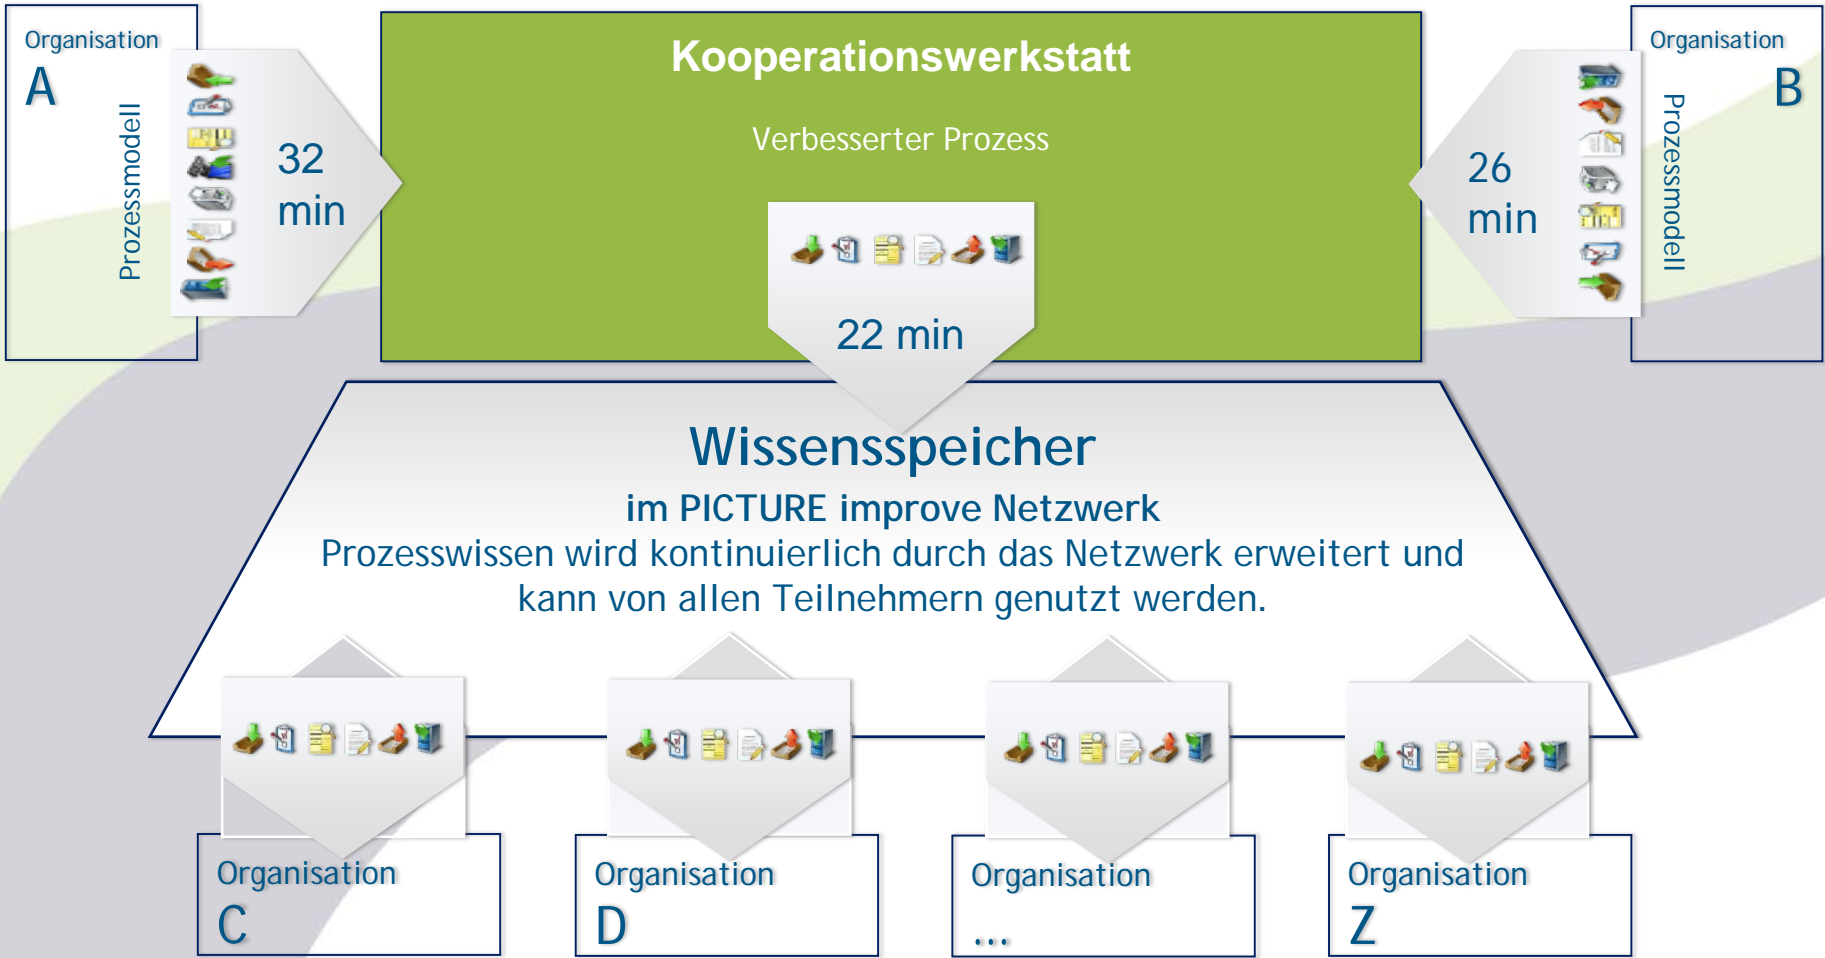 Organisation
A
Prozessmodell
32
min
Kooperationswerkstatt
Verbesserter Prozess
22 min
Organisation
B
Prozessmodell
26
min
Wissensspeicher
im PICTURE improve Netzwerk
Prozesswissen wird kontinuierlich durch das Netzwerk erweitert und
kann von allen Teilnehmern genutzt werden.
Organisation
C
Organisation
D
Organisation
...
Organisation
Z